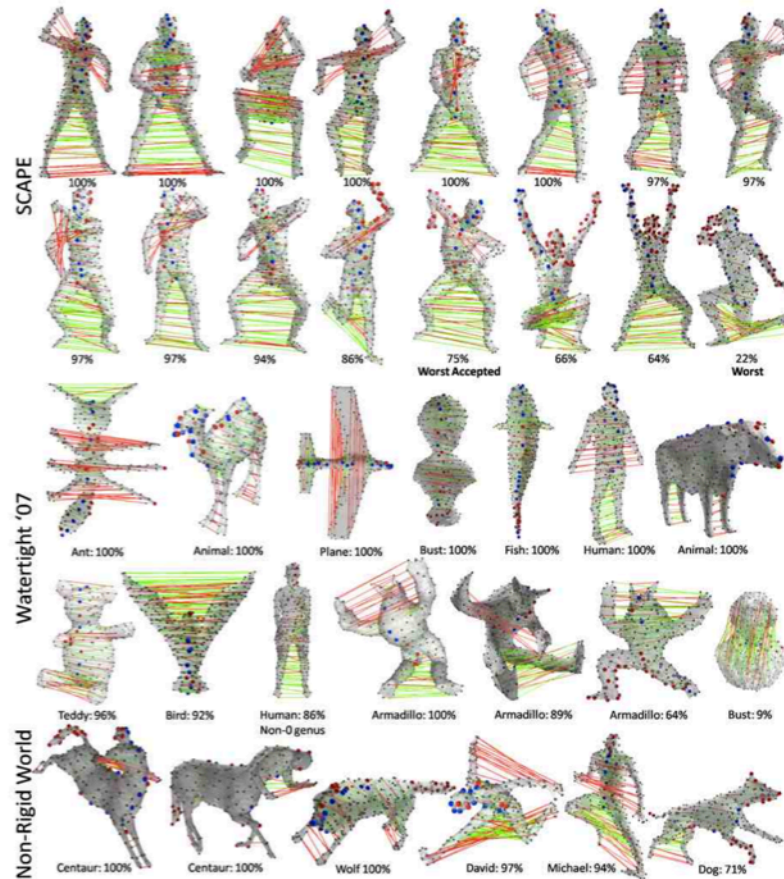 SCAPE
100% 100% 100% 100% 100% 100% 97% 97%
97% 97% 94% 86% 75% 66% 64% 22%
Worst Accepted Worst
Watertight ‘07
Ant: 100% Animal: 100% Plane: 100% Bust: 100% Fish: 100% Human: 100% Animal: 100%
Teddy: 96% Bird: 92% Human: 86% Armadillo: 100% Armadillo: 89% Armadillo: 64% Bust: 9%
Non-0 genus
Non-Rigid World
Centaur: 100% Centaur: 100% Wolf 100% David: 97% Michael: 94% Dog: 71%